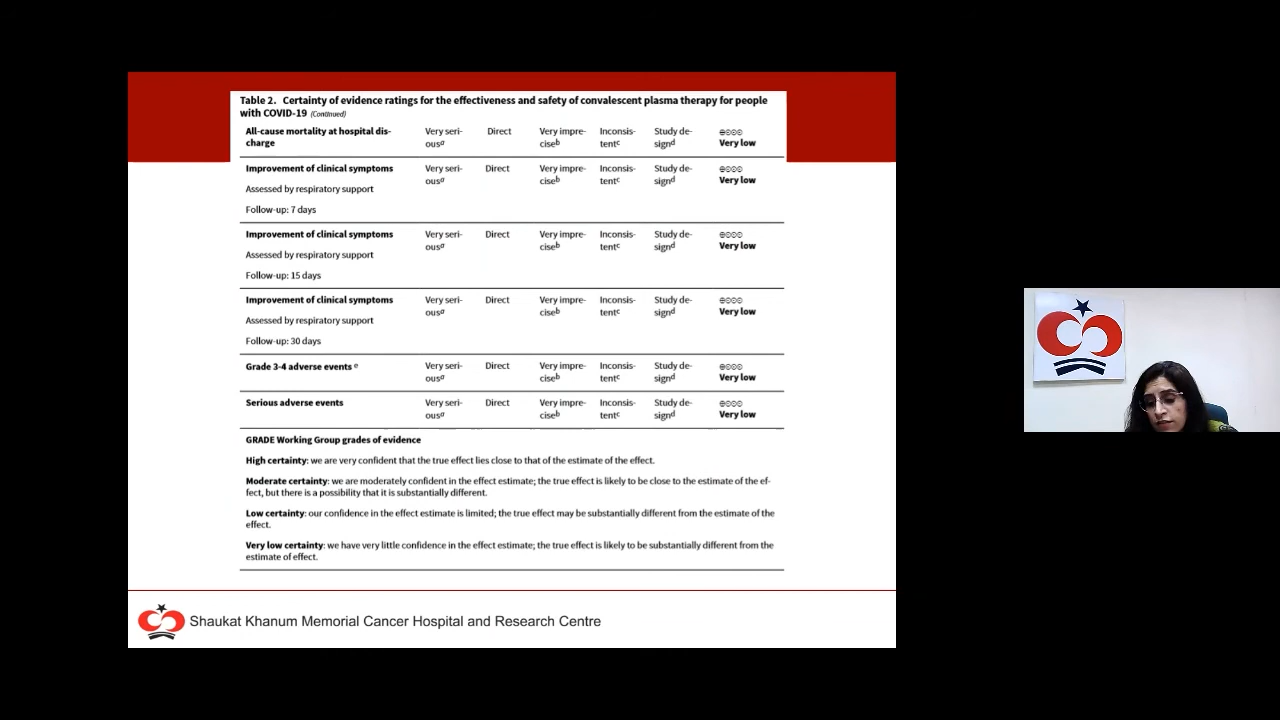 Table 2. Certainty of evidence ratings for the effectiveness and safety of convalescent plasma therapy for people
with COVID-19 (Continued)
All-cause mortality at hospital dis-
charge
Very seri-
ousa
Direct
Very impre-
ciseb
Inconsis-
tentc
Study de-
signd
⊕⊝⊝⊝
Very low
Improvement of clinical symptoms
Assessed by respiratory support
Follow-up: 7 days
Very seri-
ousa
Direct
Very impre-
ciseb
Inconsis-
tentc
Study de-
signd
⊕⊝⊝⊝
Very low
Improvement of clinical symptoms
Assessed by respiratory support
Follow-up: 15 days
Very seri-
ousa
Direct
Very impre-
ciseb
Inconsis-
tentc
Study de-
signd
⊕⊝⊝⊝
Very low
Improvement of clinical symptoms
Assessed by respiratory support
Follow-up: 30 days
Very seri-
ousa
Direct
Very impre-
ciseb
Inconsis-
tentc
Study de-
signd
⊕⊝⊝⊝
Very low
Grade 3-4 adverse events e
Very seri-
ousa
Direct
Very impre-
ciseb
Inconsis-
tentc
Study de-
signd
⊕⊝⊝⊝
Very low
Serious adverse events
Very seri-
ousa
Direct
Very impre-
ciseb
Inconsis-
tentc
Study de-
signd
⊕⊝⊝⊝
Very low
GRADE Working Group grades of evidence
High certainty: we are very confident that the true effect lies close to that of the estimate of the effect.
Moderate certainty: we are moderately confident in the effect estimate; the true effect is likely to be close to the estimate of the ef-
fect, but there is a possibility that it is substantially different.
Low certainty: our confidence in the effect estimate is limited; the true effect may be substantially different from the estimate of the
effect.
Very low certainty: we have very little confidence in the effect estimate; the true effect is likely to be substantially different from the
estimate of effect.
Shaukat Khanum Memorial Cancer Hospital and Research Centre